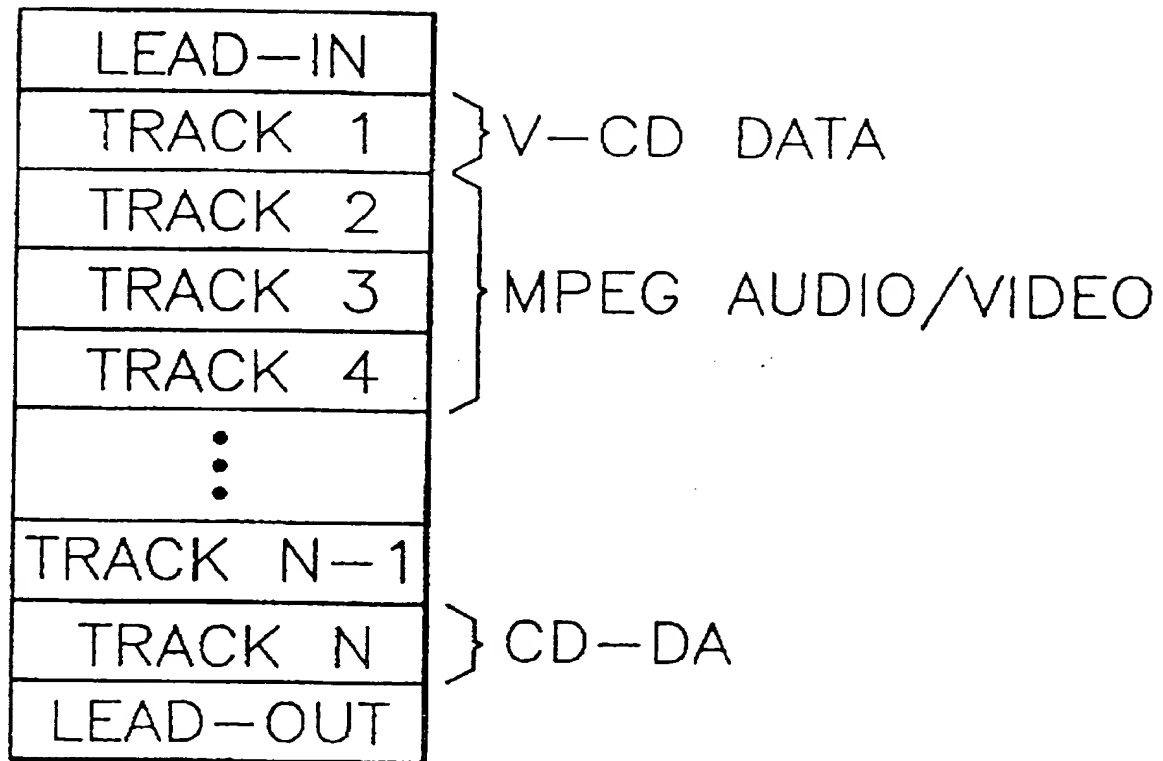 LEAD-IN
TRACK 1
V-CD DATA
TRACK 2
TRACK 3
MPEG AUDIO/VIDEO
TRACK 4
TRACK N-1
TRACK N
CD-DA
LEAD-OUT